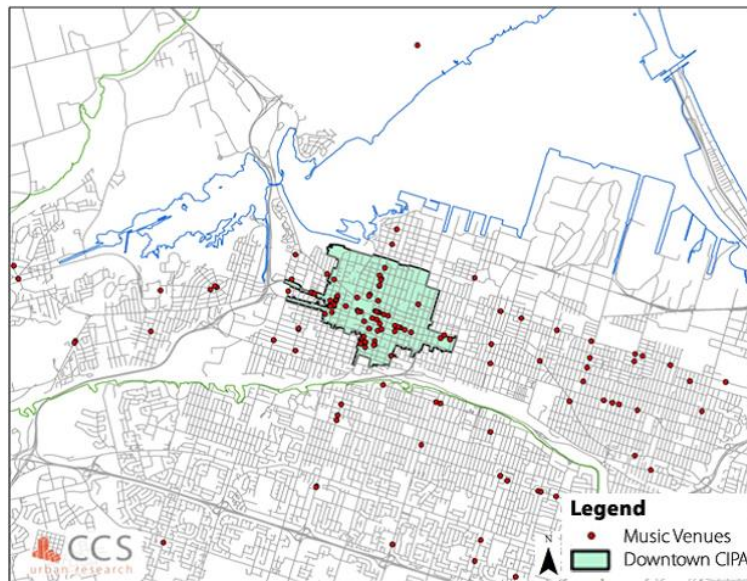 CCS
urban research
N
Legend
Music Venues
Downtown CIPA